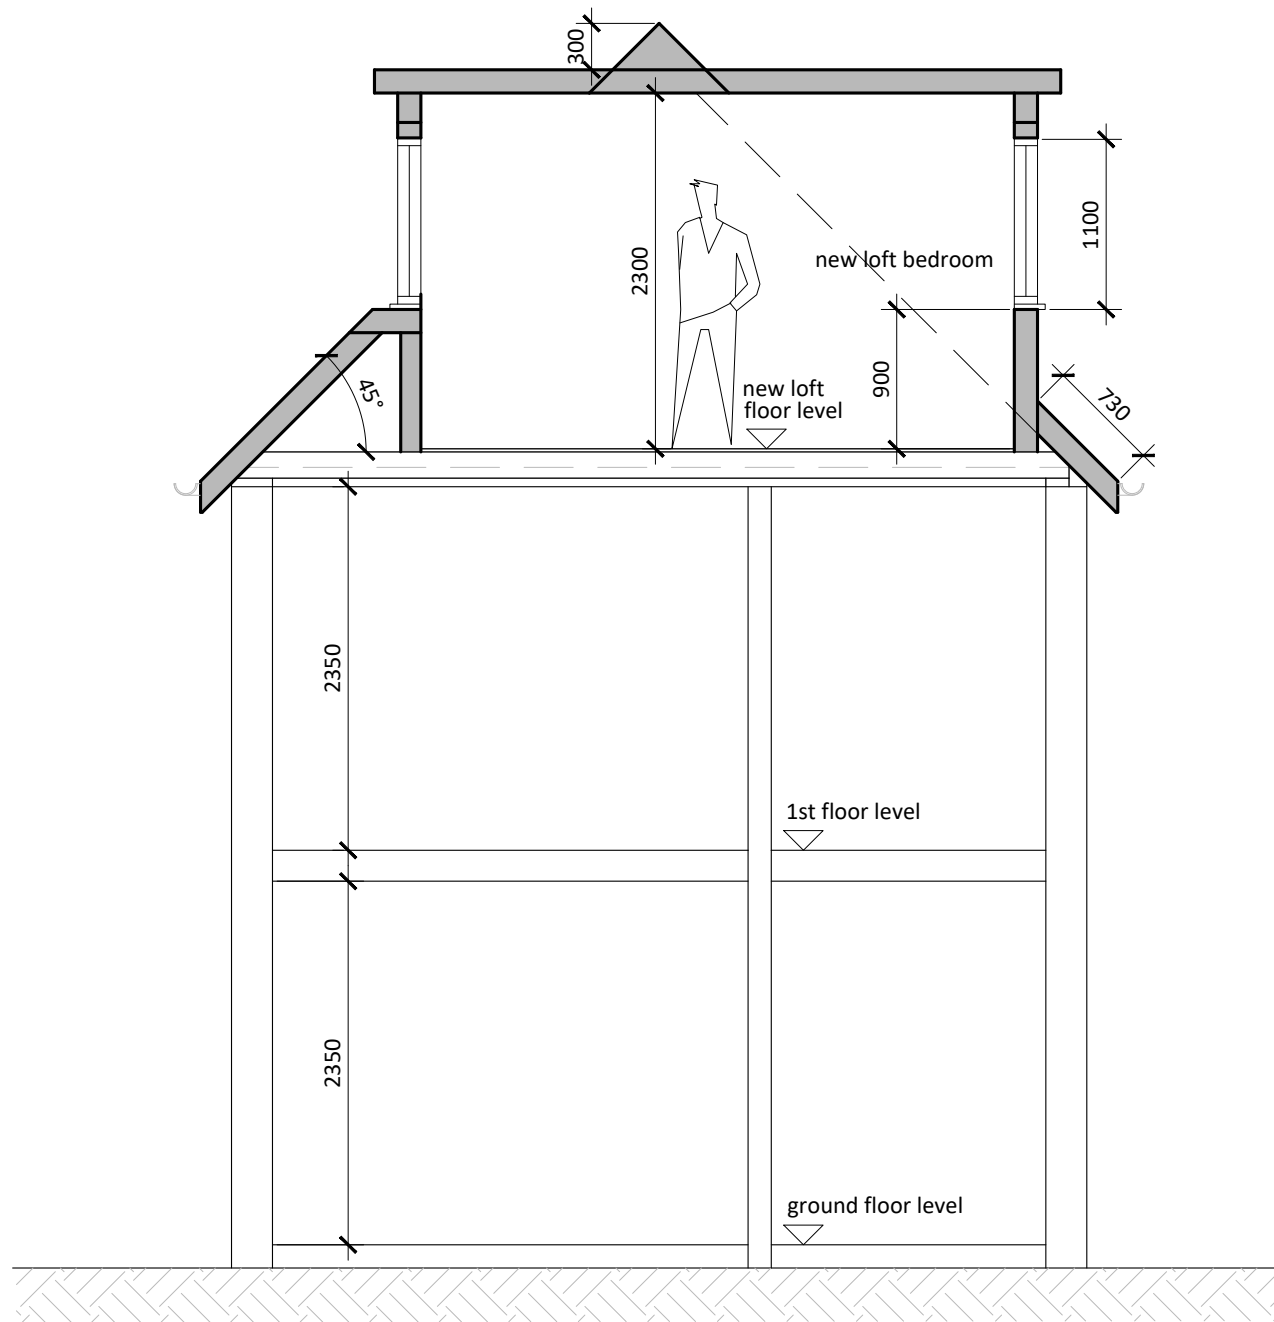 300
1100
2300
new loft bedroom
900
45°
new loft
floor level
730
2350
1st floor level
2350
ground floor level